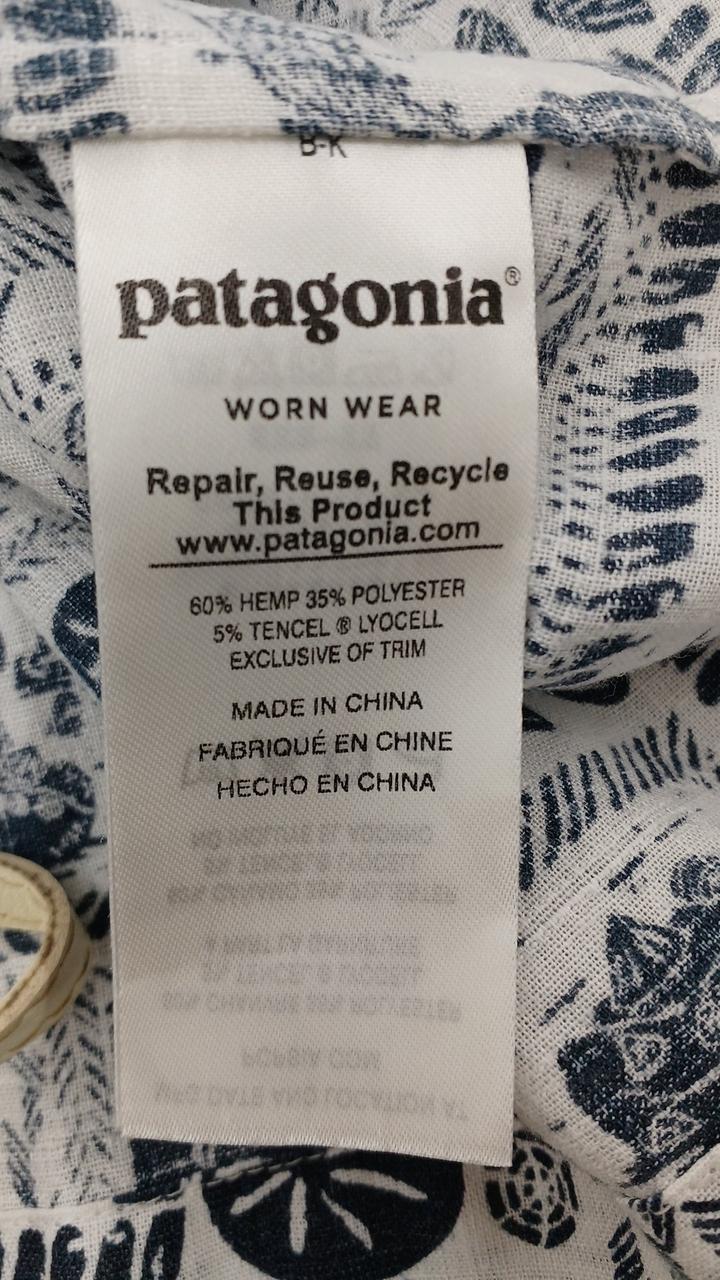 B-K
patagonia®
WORN WEAR
Repair, Reuse, Recycle
This Product
www.patagonia.com
60% HEMP 35% POLYESTER
5% TENCEL ® LYOCELL
EXCLUSIVE OF TRIM
MADE IN CHINA
FABRIQUÉ EN CHINE
HECHO EN CHINA